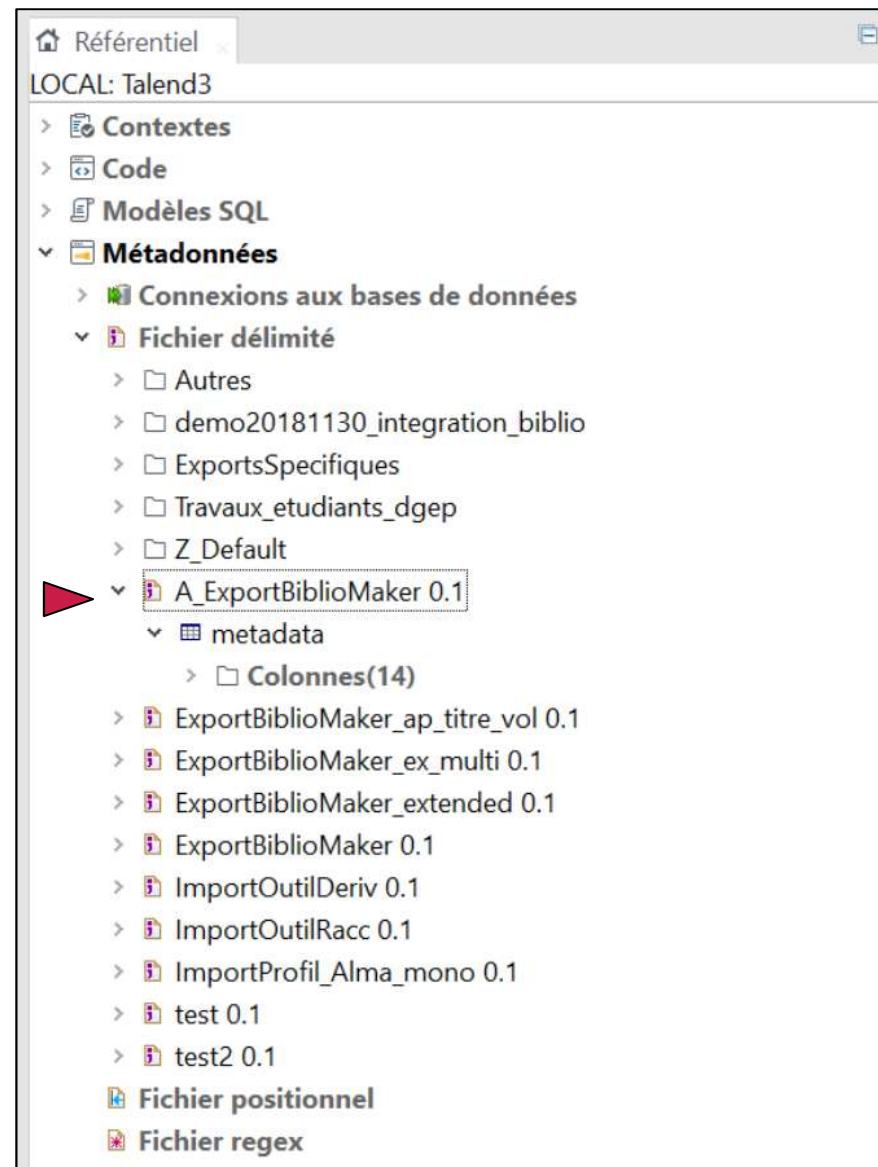 Référentiel
LOCAL: Talend3
Contextes
Code
Modèles SQL
Métadonnées
Connexions aux bases de données
Fichier délimité
Autres
demo20181130_integration_biblio
ExportsSpecifiques
Travaux_etudiants_dgep
Z_Default
A_ExportBiblioMaker 0.1
metadata
Colonnes(14)
ExportBiblioMaker_ap_titre_vol 0.1
ExportBiblioMaker_ex_multi 0.1
ExportBiblioMaker_extended 0.1
ExportBiblioMaker 0.1
ImportOutilDeriv 0.1
ImportOutilRacc 0.1
ImportProfil_Alma_mono 0.1
test 0.1
test2 0.1
Fichier positionnel
Fichier regex